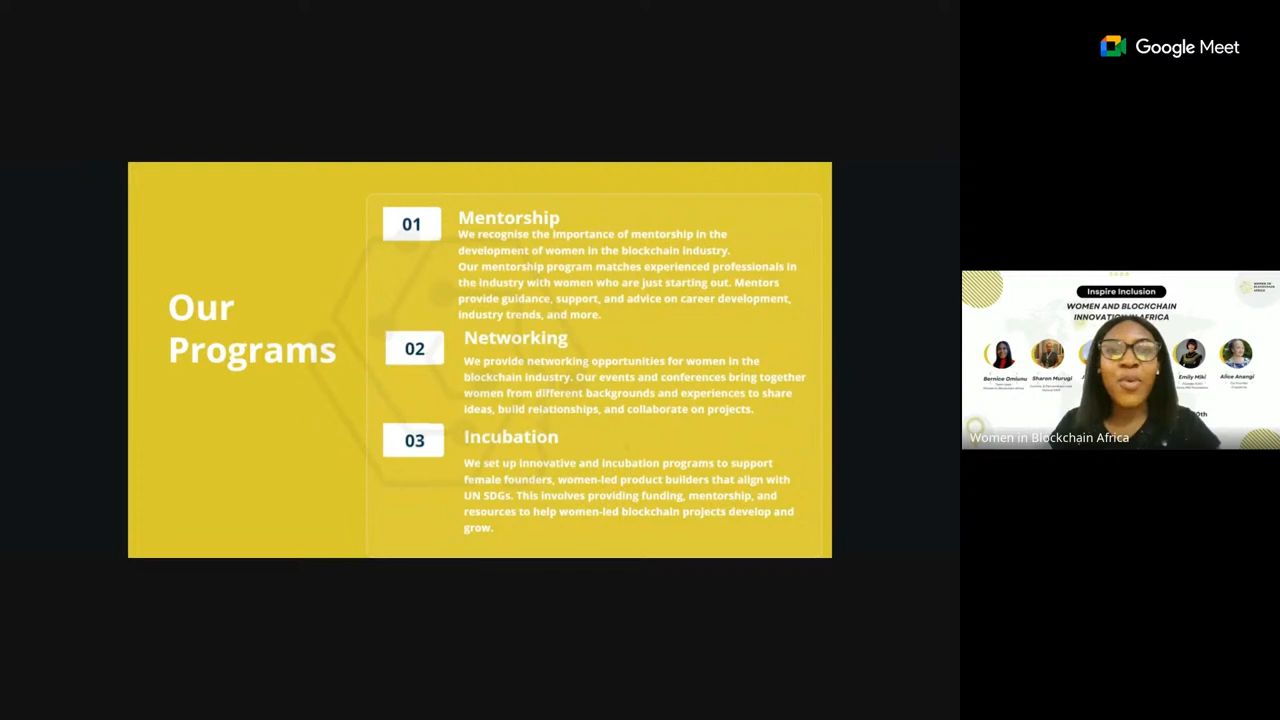 Google Meet
Our
Programs
01
Mentorship
We recognise the importance of mentorship in the
development of women in the blockchain industry.
Our mentorship program matches experienced professionals in
the industry with women who are just starting out. Mentors
provide guidance, support, and advice on career development,
industry trends, and more.
02
Networking
We provide networking opportunities for women in the
blockchain industry. Our events and conferences bring together
women from different backgrounds and experiences to share
ideas, build relationships, and collaborate on projects.
03
Incubation
We set up innovative and incubation programs to support
female founders, women-led product builders that align with
UN SDGs. This involves providing funding, mentorship, and
resources to help women-led blockchain projects develop and
grow.
Inspire Inclusion
WOMEN AND BLOCKCHAIN
INNOVATION IN AFRICA
WOMEN IN
BLOCKCHAIN
AFRICA
Bernice Omiunu
Sharon Murugi
Emily Miki
Alice Anangi
Women in Blockchain Africa